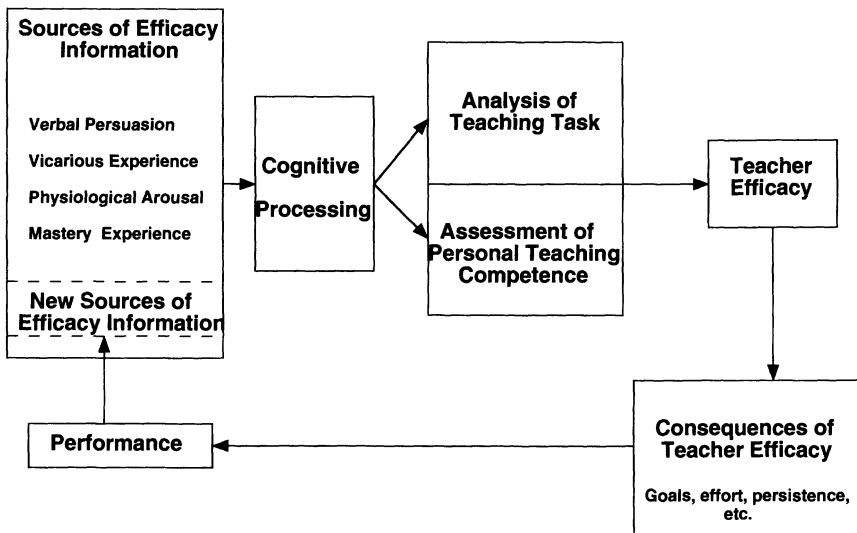 Sources of Efficacy
Information
Verbal Persuasion
Vicarious Experience
Physiological Arousal
Mastery Experience
New Sources of
Efficacy Information
Cognitive
Processing
Analysis of
Teaching Task
Assessment of
Personal Teaching
Competence
Teacher
Efficacy
Consequences of
Teacher Efficacy
Goals, effort, persistence,
etc.
Performance